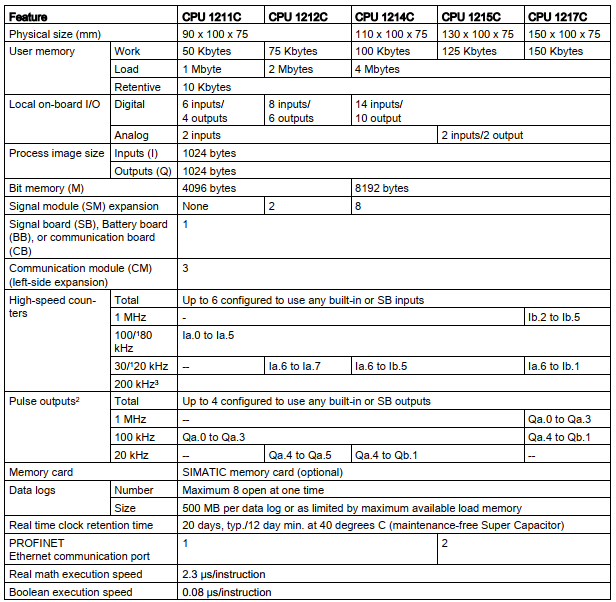 Feature CPU 1211C CPU 1212C CPU 1214C CPU 1215C CPU 1217C
Physical size (mm) 90 x 100 x 75 110 x 100 x 75 130 x 100 x 75 150 x 100 x 75
User memory Work 50 Kbytes 75 Kbytes 100 Kbytes 125 Kbytes 150 Kbytes
Load 1 Mbyte 2 Mbytes 4 Mbytes
Retentive 10 Kbytes
Local on-board I/O Digital 6 inputs/ 8 inputs/ 14 inputs/
4 outputs 6 outputs 10 output
Analog 2 inputs 2 inputs/2 output
Process image size Inputs (I) 1024 bytes
Outputs (Q) 1024 bytes
Bit memory (M) 4096 bytes 8192 bytes
Signal module (SM) expansion None 2 8
Signal board (SB), Battery board 1
(BB), or communication board
(CB)
Communication module (CM) 3
(left-side expansion)
High-speed coun- Total Up to 6 configured to use any built-in or SB inputs
ters
1 MHz - Ib.2 to Ib.5
100/¹80 Ia.0 to Ia.5
kHz
30/¹20 kHz -- Ia.6 to Ia.7 Ia.6 to Ib.5 Ia.6 to Ib.1
200 kHz³
Pulse outputs² Total Up to 4 configured to use any built-in or SB outputs
1 MHz -- Qa.0 to Qa.3
100 kHz Qa.0 to Qa.3 Qa.4 to Qb.1
20 kHz -- Qa.4 to Qa.5 Qa.4 to Qb.1 --
Memory card SIMATIC memory card (optional)
Data logs Number Maximum 8 open at one time
Size 500 MB per data log or as limited by maximum available load memory
Real time clock retention time 20 days, typ./12 day min. at 40 degrees C (maintenance-free Super Capacitor)
PROFINET 1 2
Ethernet communication port
Real math execution speed 2.3 μs/instruction
Boolean execution speed 0.08 μs/instruction